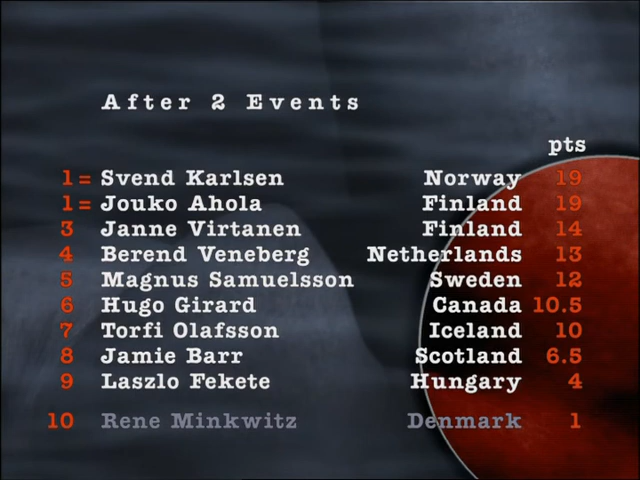 After 2 Events
pts
1= Svend Karlsen Norway 19
1= Jouko Ahola Finland 19
3 Janne Virtanen Finland 14
4 Berend Veneberg Netherlands 13
5 Magnus Samuelsson Sweden 12
6 Hugo Girard Canada 10.5
7 Torfi Olafsson Iceland 10
8 Jamie Barr Scotland 6.5
9 Laszlo Fekete Hungary 4
10 Rene Minkwitz Denmark 1